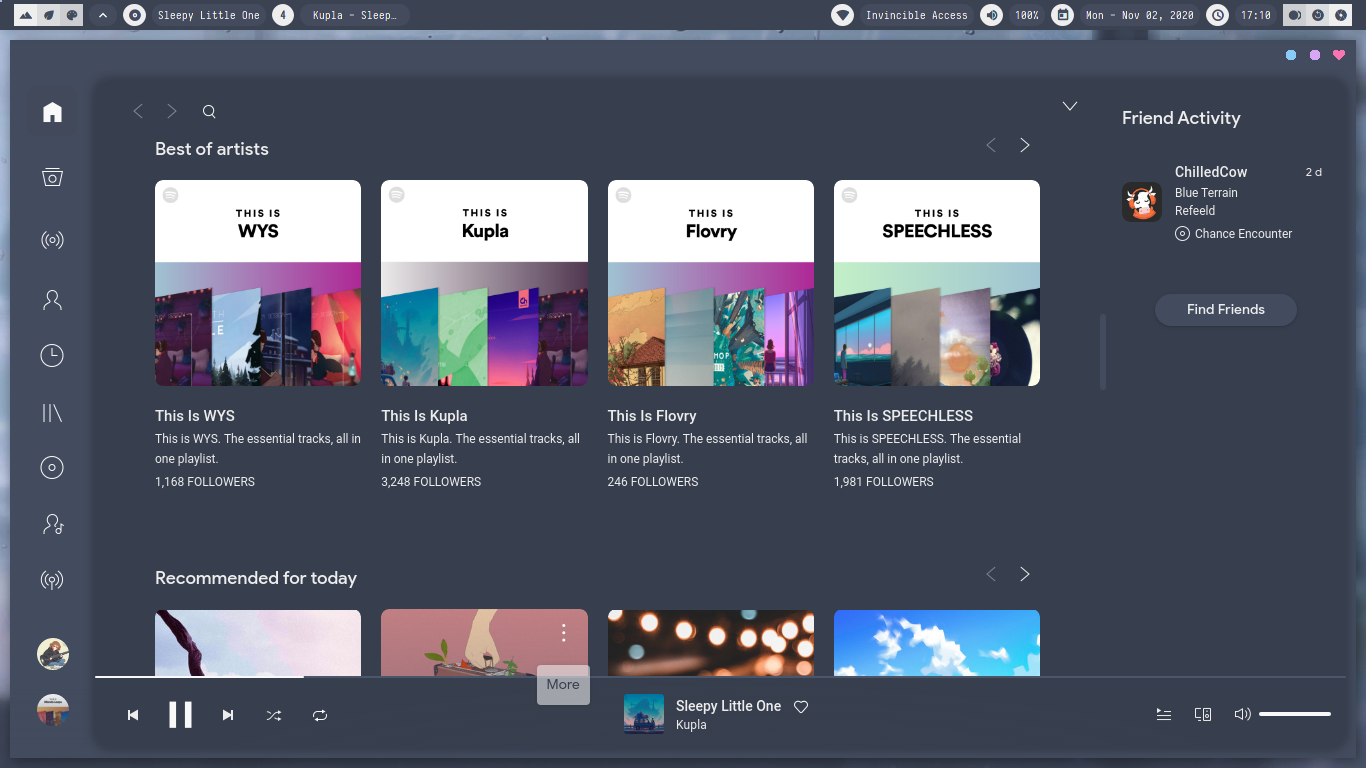 Sleepy Little One
4
Kupla - Sleep…
Invincible Access
100%
Mon - Nov 02, 2020
17:10
Friend Activity
ChilledCow
2 d
Blue Terrain
Refeeld
Chance Encounter
Find Friends
Best of artists
THIS IS
WYS
THIS IS
Kupla
THIS IS
Flovry
THIS IS
SPEECHLESS
This Is WYS
This is WYS. The essential tracks, all in
one playlist.
1,168 FOLLOWERS
This Is Kupla
This is Kupla. The essential tracks, all
in one playlist.
3,248 FOLLOWERS
This Is Flovry
This is Flovry. The essential tracks, all
in one playlist.
246 FOLLOWERS
This Is SPEECHLESS
This is SPEECHLESS. The essential
tracks, all in one playlist.
1,981 FOLLOWERS
Recommended for today
More
Sleepy Little One
Kupla